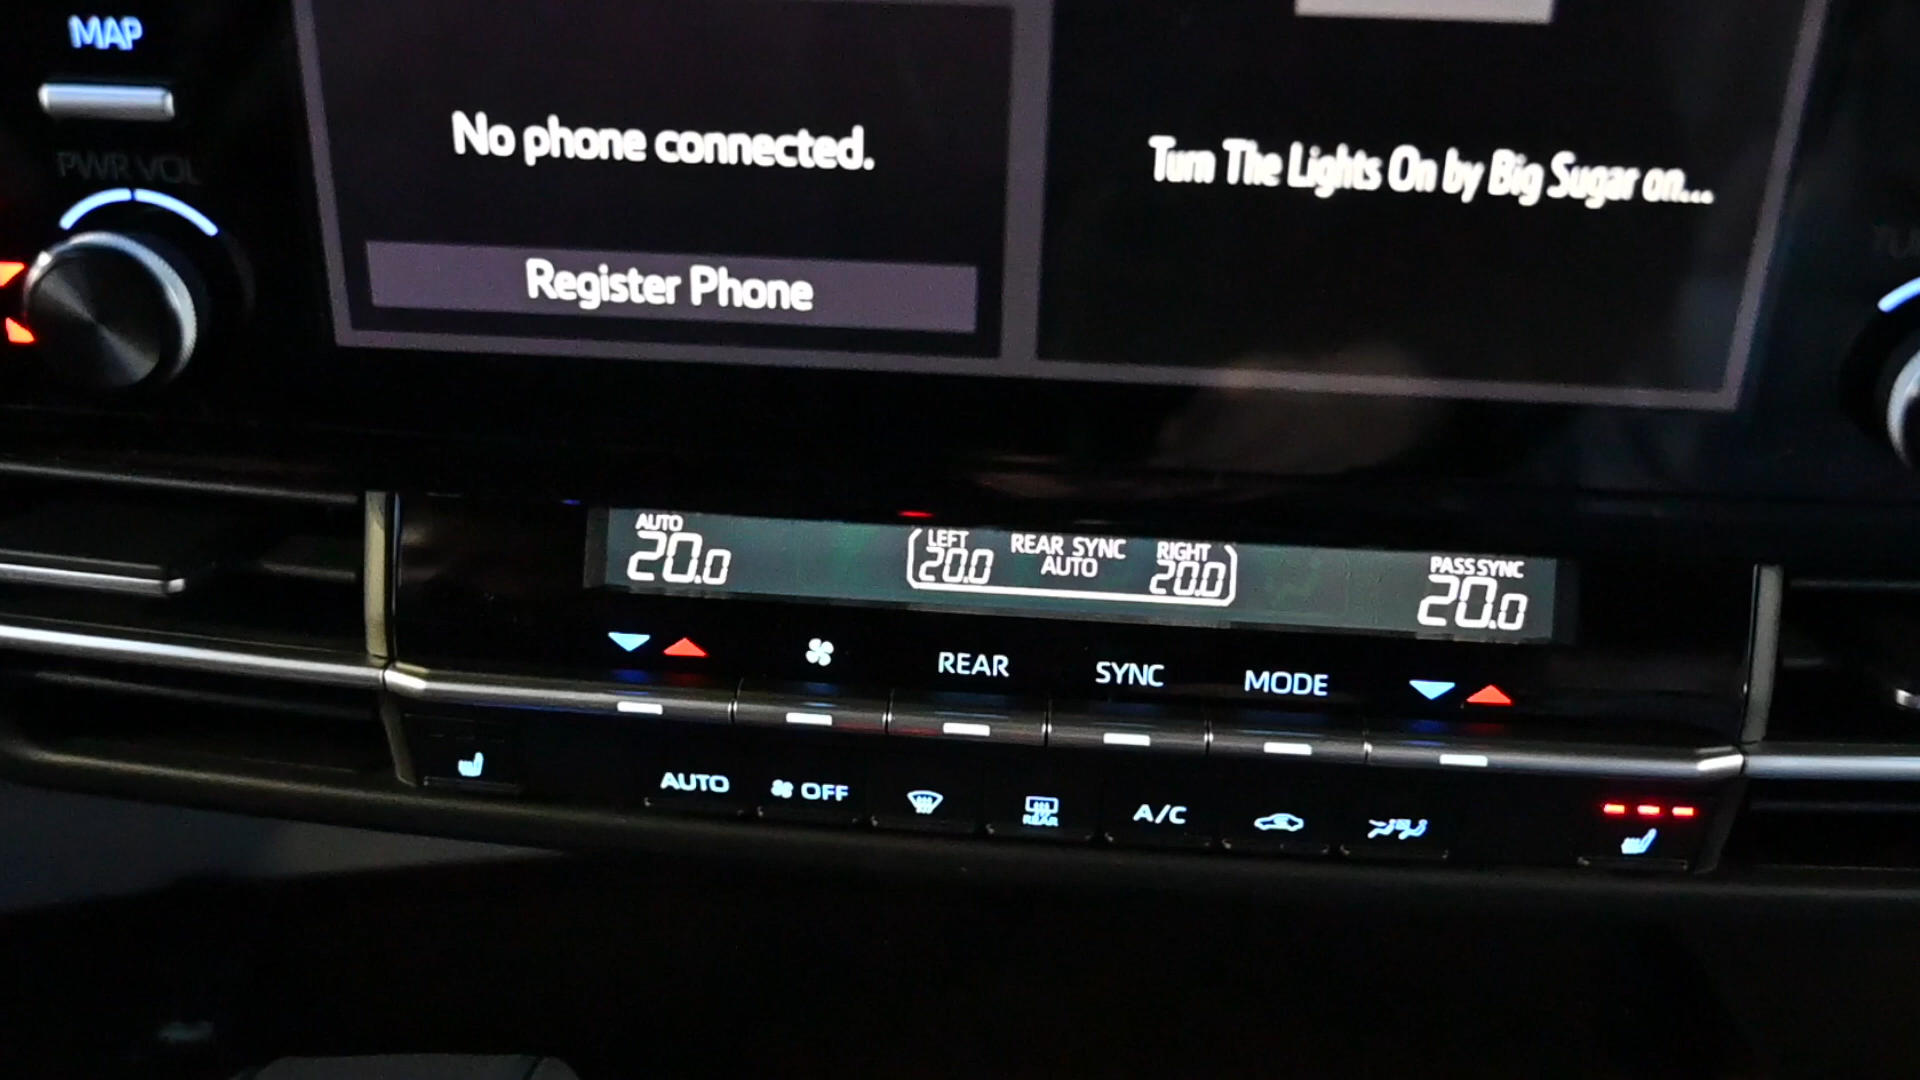 MAP
PWR VOL
No phone connected.
Register Phone
Turn The Lights On by Big Sugar on...
AUTO
20.0
LEFT
20.0
REAR SYNC
AUTO
RIGHT
20.0
PASS SYNC
20.0
REAR
SYNC
MODE
AUTO
OFF
REAR
A/C